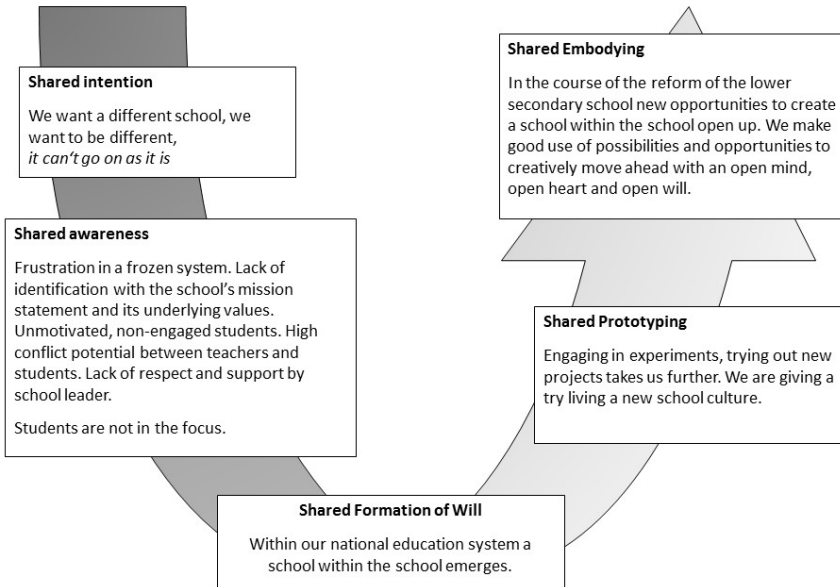 Shared intention
We want a different school, we
want to be different,
it can't go on as it is
Shared awareness
Frustration in a frozen system. Lack of
identification with the school's mission
statement and its underlying values.
Unmotivated, non-engaged students. High
conflict potential between teachers and
students. Lack of respect and support by
school leader.
Students are not in the focus.
Shared Formation of Will
Within our national education system a
school within the school emerges.
Shared Prototyping
Engaging in experiments, trying out new
projects takes us further. We are giving a
try living a new school culture.
Shared Embodying
In the course of the reform of the lower
secondary school new opportunities to create
a school within the school open up. We make
good use of possibilities and opportunities to
creatively move ahead with an open mind,
open heart and open will.